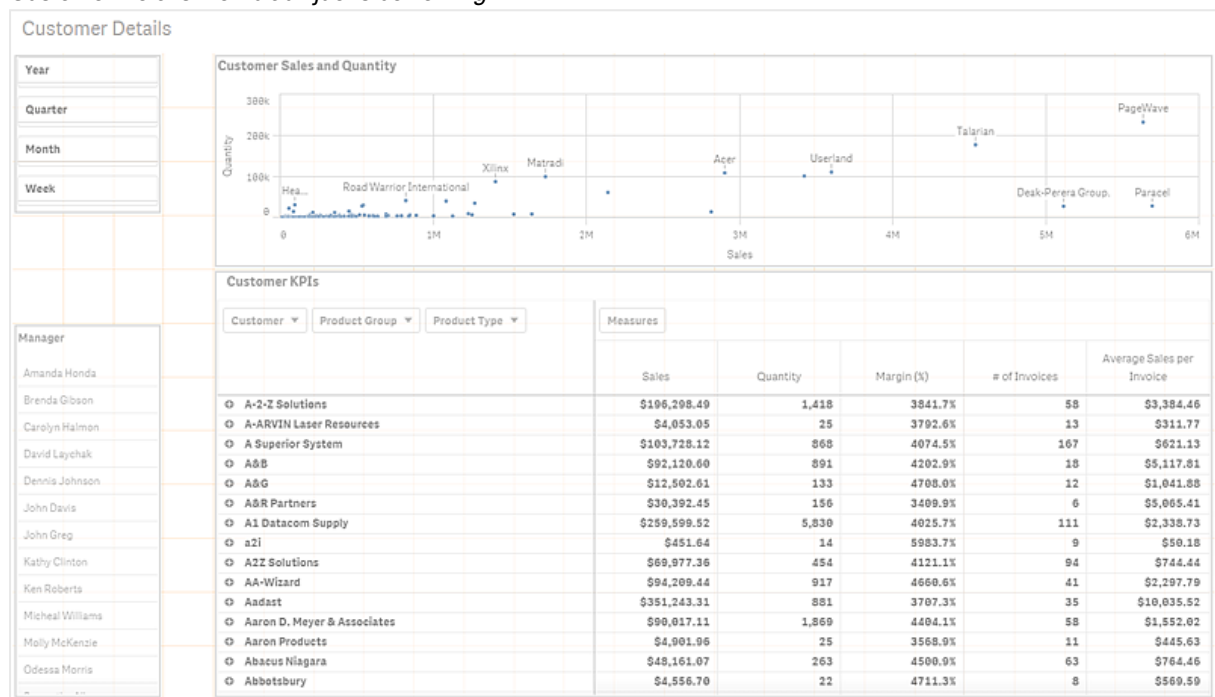 Customer Details
Year
Quarter
Month
Week
Customer Sales and Quantity
300k
200k
100k
0
Quantity
Hea...
Road Warrior International
Xilinx
Matradi
Acer
Userland
Talarian
PageWave
Deak-Perera Group.
Paracel
0 1M 2M 3M 4M 5M 6M
Sales
Manager
Amanda Honda
Brenda Gibson
Carolyn Halmon
David Laychak
Dennis Johnson
John Davis
John Greg
Kathy Clinton
Ken Roberts
Micheal Williams
Molly McKenzie
Odessa Morris
Customer KPIs
Customer Product Group Product Type Measures
Sales Quantity Margin (%) # of Invoices Average Sales per Invoice
A-2-Z Solutions $196,298.49 1,418 3841.7% 58 $3,384.46
A-ARVIN Laser Resources $4,053.05 25 3792.6% 13 $311.77
A Superior System $103,728.12 868 4074.5% 167 $621.13
A&B $92,120.60 891 4202.9% 18 $5,117.81
A&G $12,502.61 133 4708.0% 12 $1,041.88
A&R Partners $30,392.45 156 3409.9% 6 $5,065.41
A1 Datacom Supply $259,599.52 5,830 4025.7% 111 $2,338.73
a2i $451.64 14 5983.7% 9 $50.18
A2Z Solutions $69,977.36 454 4121.1% 94 $744.44
AA-Wizard $94,209.44 917 4660.6% 41 $2,297.79
Aadast $351,243.31 881 3707.3% 35 $10,035.52
Aaron D. Meyer & Associates $90,017.11 1,869 4404.1% 58 $1,552.02
Aaron Products $4,901.96 25 3568.9% 11 $445.63
Abacus Niagara $48,161.07 263 4500.9% 63 $764.46
Abbotsbury $4,556.70 22 4711.3% 8 $569.59